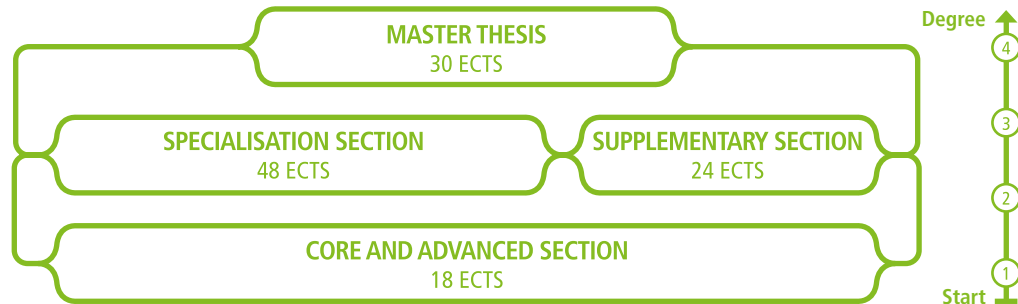 MASTER THESIS
30 ECTS
SPECIALISATION SECTION
48 ECTS
SUPPLEMENTARY SECTION
24 ECTS
CORE AND ADVANCED SECTION
18 ECTS
Degree
4
3
2
1
Start